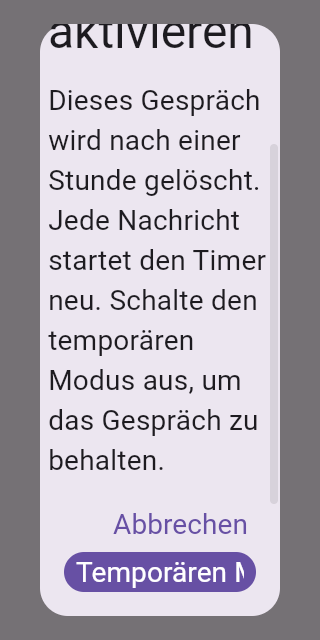 aktivieren
Dieses Gespräch
wird nach einer
Stunde gelöscht.
Jede Nachricht
startet den Timer
neu. Schalte den
temporären
Modus aus, um
das Gespräch zu
behalten.
Abbrechen
Temporären